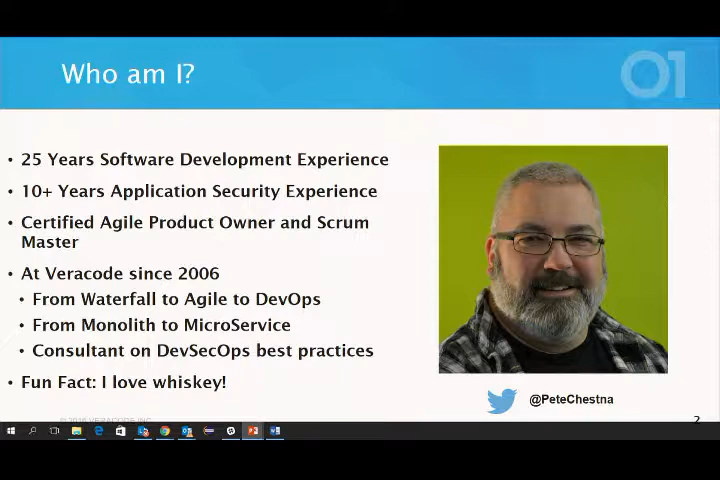 Who am I?
01
• 25 Years Software Development Experience
• 10+ Years Application Security Experience
• Certified Agile Product Owner and Scrum
Master
• At Veracode since 2006
• From Waterfall to Agile to DevOps
• From Monolith to MicroService
• Consultant on DevSecOps best practices
• Fun Fact: I love whiskey!
@PeteChestna
2